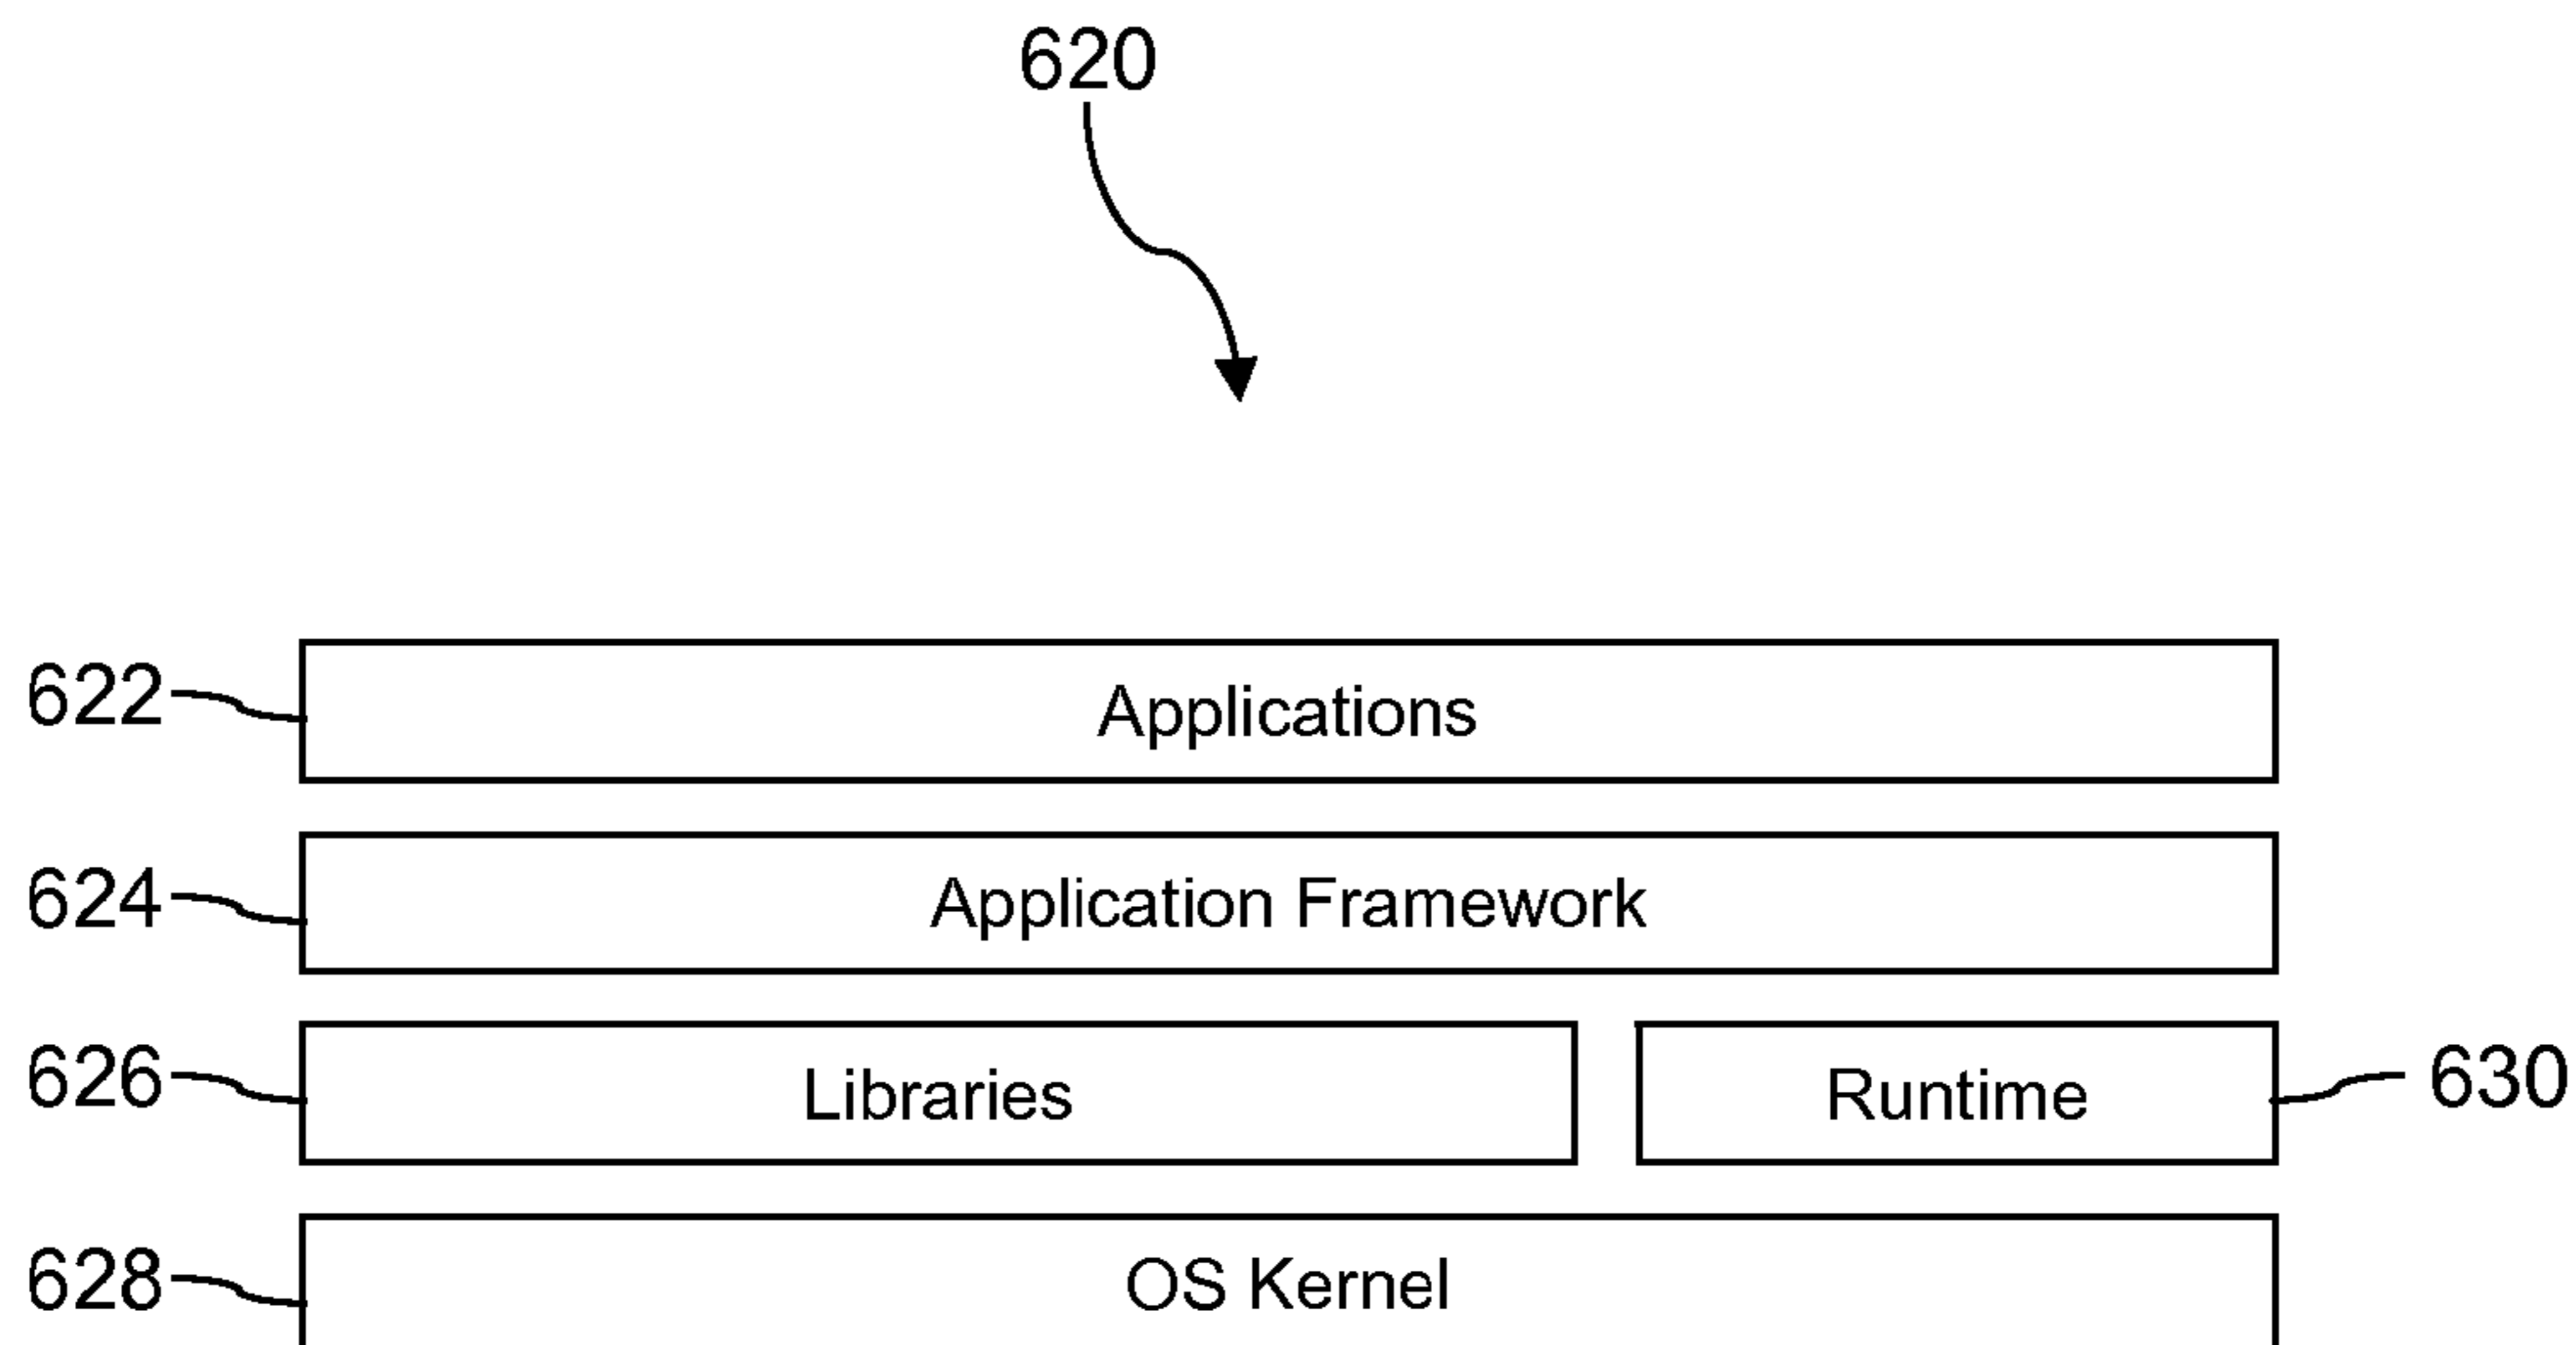 620
622 Applications
624 Application Framework
626 Libraries Runtime 630
628 OS Kernel